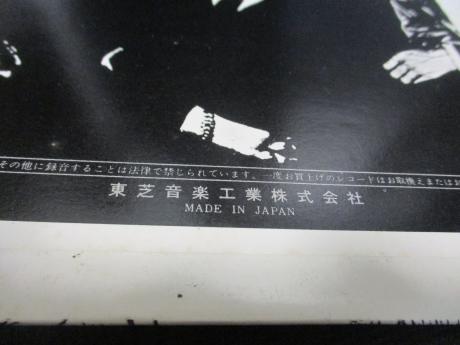 その他に録音することは法律で禁じられています。一度お買上げのレコードはお取換えまたはお
東芝音楽工業株式会社
MADE IN JAPAN